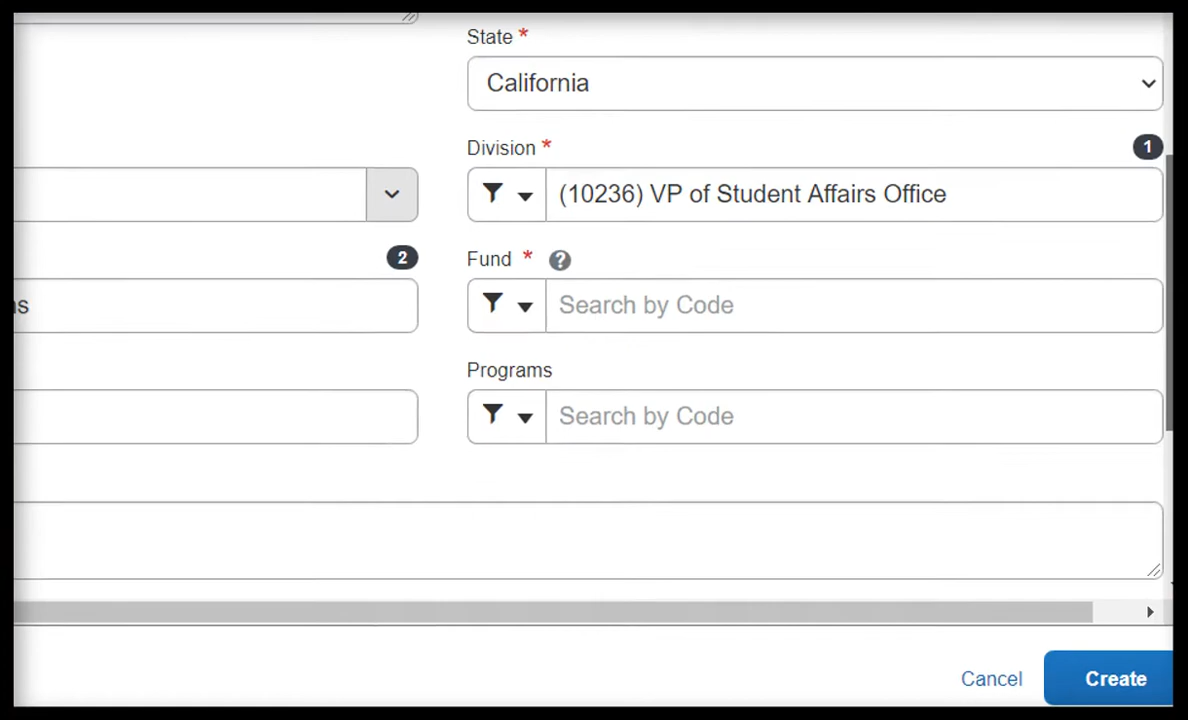 State *
California
Division *
1
(10236) VP of Student Affairs Office
2
Fund * ?
Search by Code
Programs
Search by Code
Cancel
Create